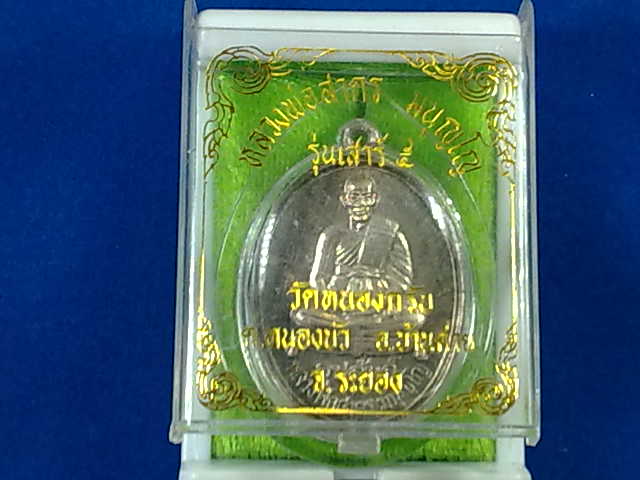 หลวงพ่อสาคร มนุญโญ
รุ่นเสาร์ ๕
วัดหนองกรับ
ต.หนองบัว อ.บ้านค่าย
จ.ระยอง